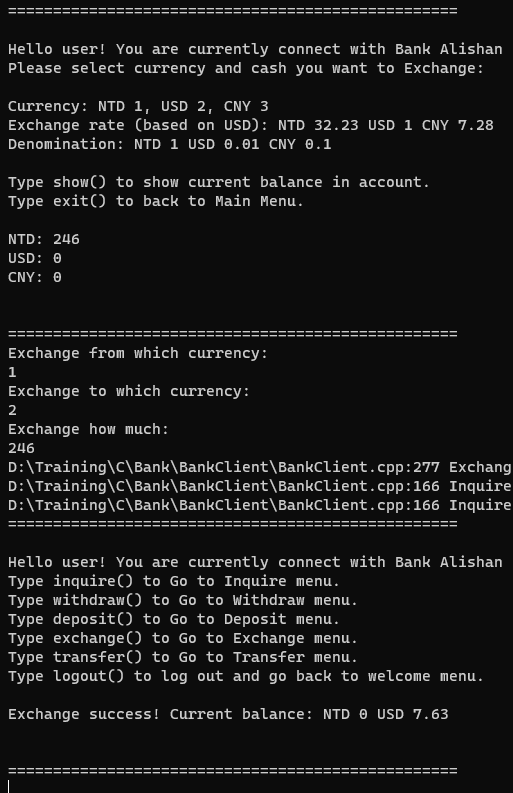 ==================================================
Hello user! You are currently connect with Bank Alishan
Please select currency and cash you want to Exchange:
Currency: NTD 1, USD 2, CNY 3
Exchange rate (based on USD): NTD 32.23 USD 1 CNY 7.28
Denomination: NTD 1 USD 0.01 CNY 0.1
Type show() to show current balance in account.
Type exit() to back to Main Menu.
NTD: 246
USD: 0
CNY: 0
==================================================
Exchange from which currency:
1
Exchange to which currency:
2
Exchange how much:
246
D:\Training\C\Bank\BankClient\BankClient.cpp:277 Exchang
D:\Training\C\Bank\BankClient\BankClient.cpp:166 Inquire
D:\Training\C\Bank\BankClient\BankClient.cpp:166 Inquire
==================================================
Hello user! You are currently connect with Bank Alishan
Type inquire() to Go to Inquire menu.
Type withdraw() to Go to Withdraw menu.
Type deposit() to Go to Deposit menu.
Type exchange() to Go to Exchange menu.
Type transfer() to Go to Transfer menu.
Type logout() to log out and go back to welcome menu.
Exchange success! Current balance: NTD 0 USD 7.63
==================================================